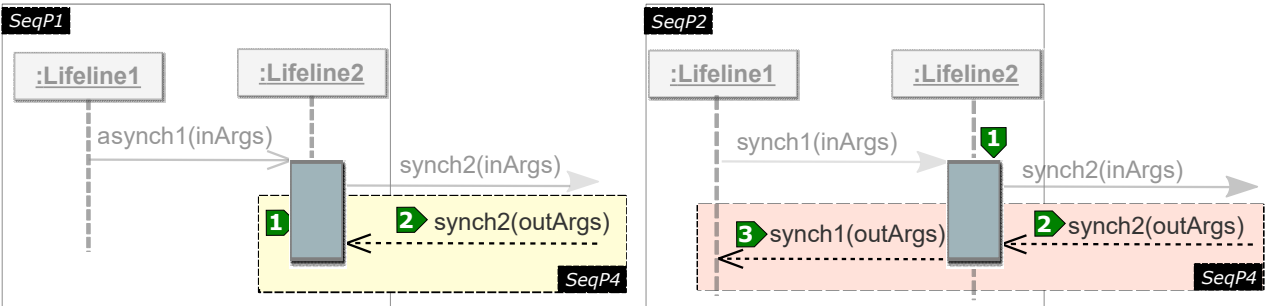 SeqP1
:Lifeline1
:Lifeline2
asynch1(inArgs)
synch2(inArgs)
1
2 synch2(outArgs)
SeqP4
SeqP2
:Lifeline1
:Lifeline2
1
synch1(inArgs)
synch2(inArgs)
2 synch2(outArgs)
3 synch1(outArgs)
SeqP4